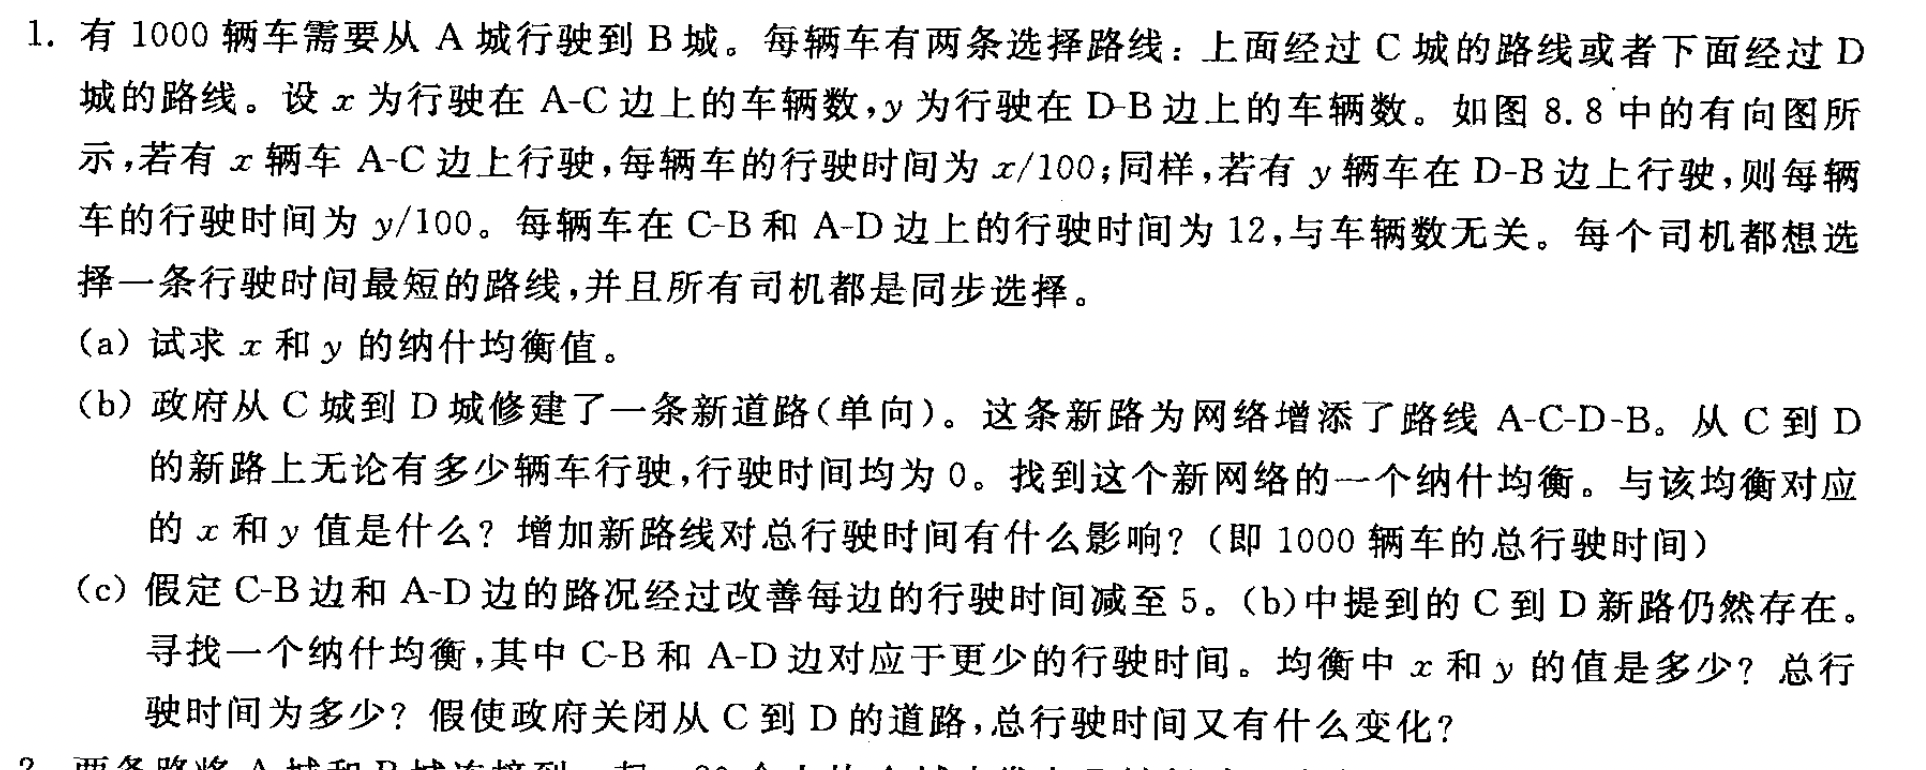 1. 有 1000 辆车需要从 A 城行驶到 B 城。每辆车有两条选择路线：上面经过 C 城的路线或者下面经过 D
城的路线。设 x 为行驶在 A-C 边上的车辆数，y 为行驶在 D-B 边上的车辆数。如图 8.8 中的有向图所
示，若有 x 辆车 A-C 边上行驶，每辆车的行驶时间为 x/100；同样，若有 y 辆车在 D-B 边上行驶，则每辆
车的行驶时间为 y/100。每辆车在 C-B 和 A-D 边上的行驶时间为 12，与车辆数无关。每个司机都想选
择一条行驶时间最短的路线，并且所有司机都是同步选择。
(a) 试求 x 和 y 的纳什均衡值。
(b) 政府从 C 城到 D 城修建了一条新道路(单向)。这条新路为网络增添了路线 A-C-D-B。从 C 到 D
的新路上无论有多少辆车行驶，行驶时间均为 0。找到这个新网络的一个纳什均衡。与该均衡对应
的 x 和 y 值是什么？增加新路线对总行驶时间有什么影响？(即 1000 辆车的总行驶时间)
(c) 假定 C-B 边和 A-D 边的路况经过改善每边的行驶时间减至 5。(b)中提到的 C 到 D 新路仍然存在。
寻找一个纳什均衡，其中 C-B 和 A-D 边对应于更少的行驶时间。均衡中 x 和 y 的值是多少？总行
驶时间为多少？假使政府关闭从 C 到 D 的道路，总行驶时间又有什么变化？